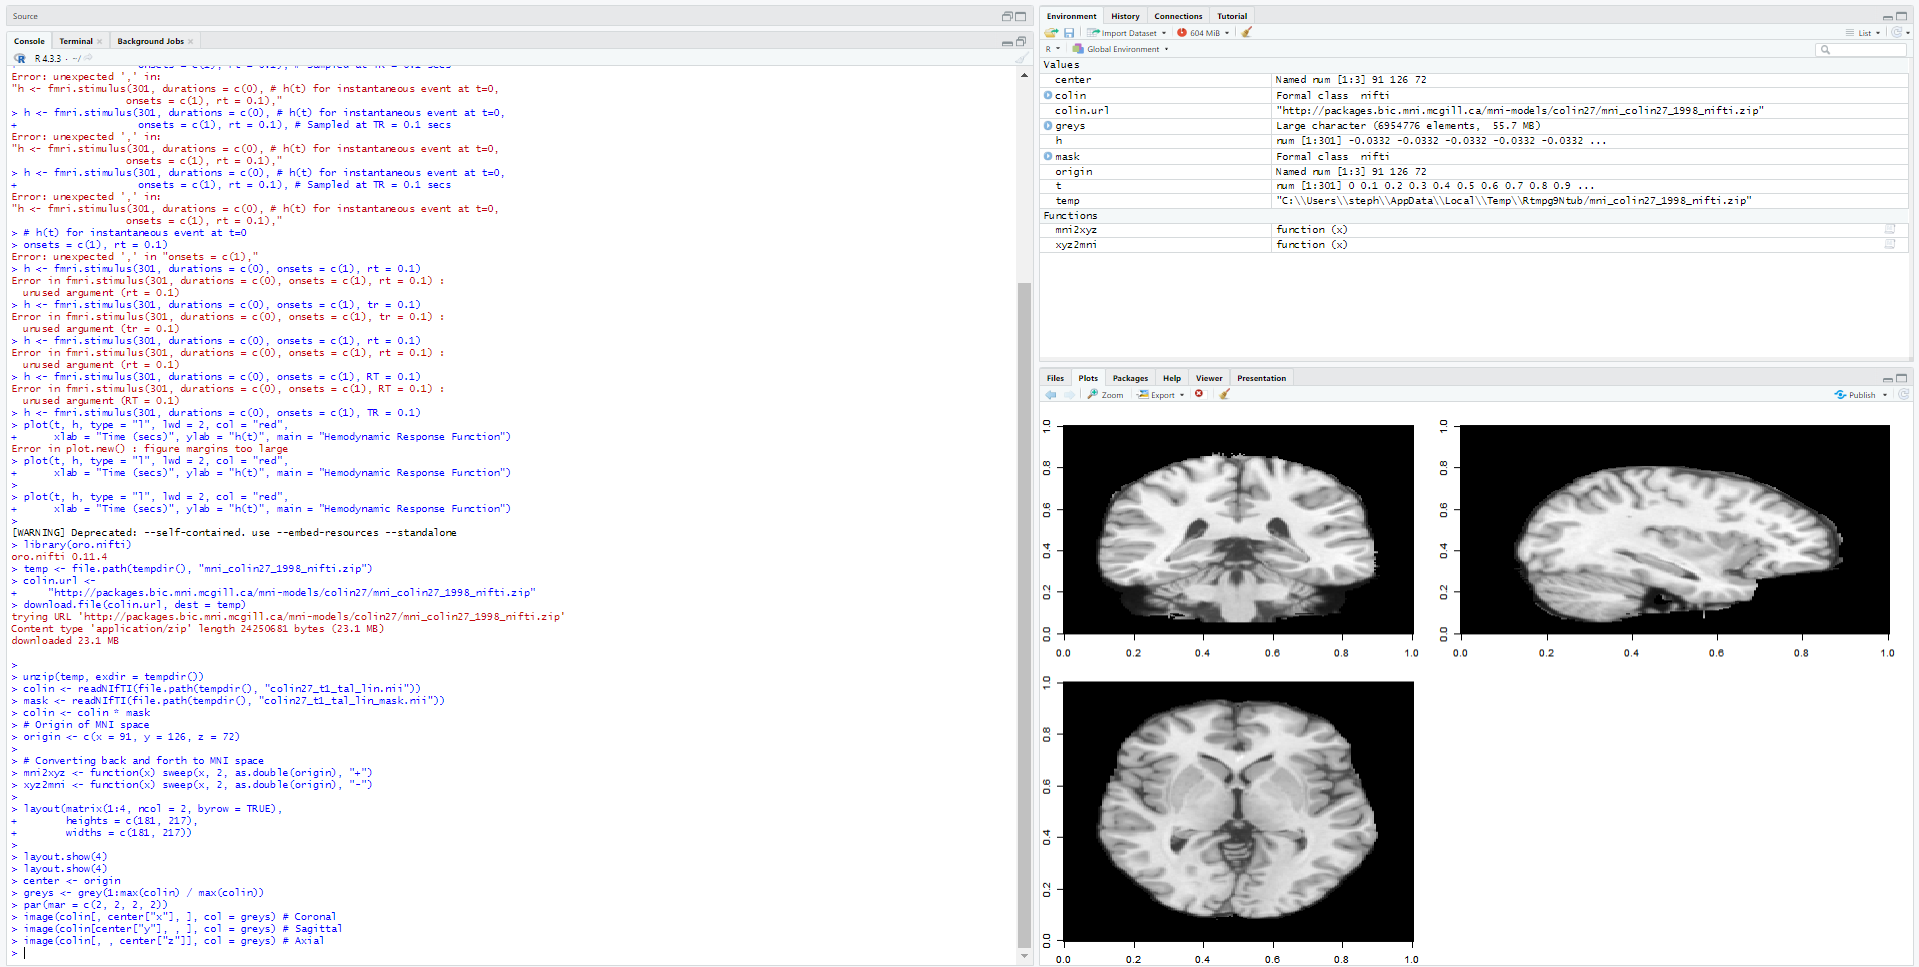 Source
Console Terminal Background Jobs
R 4.3.3 · ~/
onsets = c(1), rt = 0.1), # Sampled at TR = 0.1 secs
Error: unexpected ',' in:
"h <- fmri.stimulus(301, durations = c(0), # h(t) for instantaneous event at t=0,
onsets = c(1), rt = 0.1),"
> h <- fmri.stimulus(301, durations = c(0), # h(t) for instantaneous event at t=0,
+ onsets = c(1), rt = 0.1), # Sampled at TR = 0.1 secs
Error: unexpected ',' in:
"h <- fmri.stimulus(301, durations = c(0), # h(t) for instantaneous event at t=0,
onsets = c(1), rt = 0.1),"
> h <- fmri.stimulus(301, durations = c(0), # h(t) for instantaneous event at t=0,
+ onsets = c(1), rt = 0.1), # Sampled at TR = 0.1 secs
Error: unexpected ',' in:
"h <- fmri.stimulus(301, durations = c(0), # h(t) for instantaneous event at t=0,
onsets = c(1), rt = 0.1),"
> # h(t) for instantaneous event at t=0
> onsets = c(1), rt = 0.1)
Error: unexpected ',' in "onsets = c(1),"
> h <- fmri.stimulus(301, durations = c(0), onsets = c(1), rt = 0.1)
Error in fmri.stimulus(301, durations = c(0), onsets = c(1), rt = 0.1) :
unused argument (rt = 0.1)
> h <- fmri.stimulus(301, durations = c(0), onsets = c(1), tr = 0.1)
Error in fmri.stimulus(301, durations = c(0), onsets = c(1), tr = 0.1) :
unused argument (tr = 0.1)
> h <- fmri.stimulus(301, durations = c(0), onsets = c(1), rt = 0.1)
Error in fmri.stimulus(301, durations = c(0), onsets = c(1), rt = 0.1) :
unused argument (rt = 0.1)
> h <- fmri.stimulus(301, durations = c(0), onsets = c(1), RT = 0.1)
Error in fmri.stimulus(301, durations = c(0), onsets = c(1), RT = 0.1) :
unused argument (RT = 0.1)
> h <- fmri.stimulus(301, durations = c(0), onsets = c(1), TR = 0.1)
> plot(t, h, type = "l", lwd = 2, col = "red",
+ xlab = "Time (secs)", ylab = "h(t)", main = "Hemodynamic Response Function")
Error in plot.new() : figure margins too large
> plot(t, h, type = "l", lwd = 2, col = "red",
+ xlab = "Time (secs)", ylab = "h(t)", main = "Hemodynamic Response Function")
>
> plot(t, h, type = "l", lwd = 2, col = "red",
+ xlab = "Time (secs)", ylab = "h(t)", main = "Hemodynamic Response Function")
>
[WARNING] Deprecated: --self-contained. use --embed-resources --standalone
> library(oro.nifti)
oro.nifti 0.11.4
> temp <- file.path(tempdir(), "mni_colin27_1998_nifti.zip")
> colin.url <-
+ "http://packages.bic.mni.mcgill.ca/mni-models/colin27/mni_colin27_1998_nifti.zip"
> download.file(colin.url, dest = temp)
trying URL 'http://packages.bic.mni.mcgill.ca/mni-models/colin27/mni_colin27_1998_nifti.zip'
Content type 'application/zip' length 24250681 bytes (23.1 MB)
downloaded 23.1 MB
>
> unzip(temp, exdir = tempdir())
> colin <- readNIfTI(file.path(tempdir(), "colin27_t1_tal_lin.nii"))
> mask <- readNIfTI(file.path(tempdir(), "colin27_t1_tal_lin_mask.nii"))
> colin <- colin * mask
> # Origin of MNI space
> origin <- c(x = 91, y = 126, z = 72)
>
> # Converting back and forth to MNI space
> mni2xyz <- function(x) sweep(x, 2, as.double(origin), "+")
> xyz2mni <- function(x) sweep(x, 2, as.double(origin), "-")
>
> layout(matrix(1:4, ncol = 2, byrow = TRUE),
+ heights = c(181, 217),
+ widths = c(181, 217))
>
> layout.show(4)
> layout.show(4)
> center <- origin
> greys <- grey(1:max(colin) / max(colin))
> par(mar = c(2, 2, 2, 2))
> image(colin[, center["x"], ], col = greys) # Coronal
> image(colin[center["y"], , ], col = greys) # Sagittal
> image(colin[, , center["z"]], col = greys) # Axial
>
Environment History Connections Tutorial
Import Dataset 604 MiB List
R Global Environment
Values
center Named num [1:3] 91 126 72
colin Formal class nifti
colin.url "http://packages.bic.mni.mcgill.ca/mni-models/colin27/mni_colin27_1998_nifti.zip"
greys Large character (6954776 elements, 55.7 MB)
h num [1:301] -0.0332 -0.0332 -0.0332 -0.0332 -0.0332 ...
mask Formal class nifti
origin Named num [1:3] 91 126 72
t num [1:301] 0 0.1 0.2 0.3 0.4 0.5 0.6 0.7 0.8 0.9 ...
temp "C:\\Users\\steph\\AppData\\Local\\Temp\\Rtmpg9Ntub/mni_colin27_1998_nifti.zip"
Functions
mni2xyz function (x)
xyz2mni function (x)
Files Plots Packages Help Viewer Presentation
Zoom Export Publish
1.0
0.8
0.6
0.4
0.2
0.0
0.0 0.2 0.4 0.6 0.8 1.0
1.0
0.8
0.6
0.4
0.2
0.0
0.0 0.2 0.4 0.6 0.8 1.0
1.0
0.8
0.6
0.4
0.2
0.0
0.0 0.2 0.4 0.6 0.8 1.0